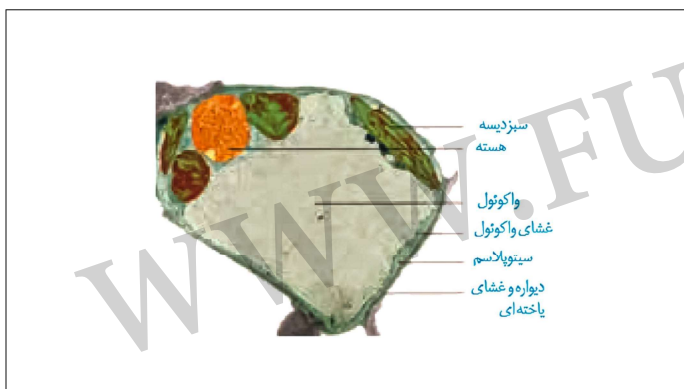 سبزدیسه
هسته
واکوئول
غشای واکوئول
سیتوپلاسم
دیواره و غشای
یاخته‌ای
WWW.FU